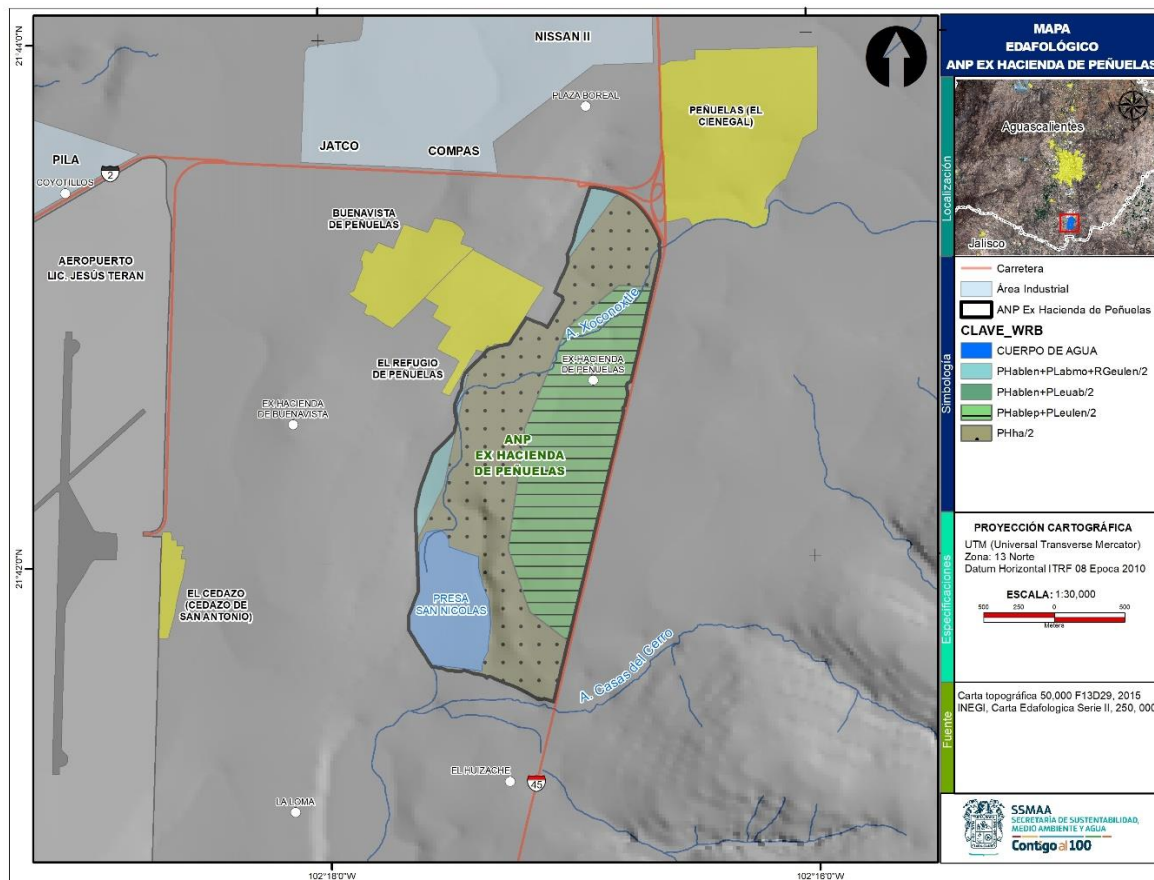 21°44'0"N
21°42'0"N
102°18'0"W
102°16'0"W
NISSAN II
PLAZA BOREAL
PEÑUELAS (EL
CIENEGAL)
JATCO
COMPAS
PILA
COYOTILLOS
2
BUENAVISTA
DE PEÑUELAS
AEROPUERTO
LIC. JESÚS TERAN
A. Xoconoxtle
EL REFUGIO
DE PEÑUELAS
EX-HACIENDA
DE PEÑUELAS
EX-HACIENDA
DE BUENAVISTA
ANP
EX HACIENDA
DE PEÑUELAS
PRESA
SAN NICOLAS
EL CEDAZO
(CEDAZO DE
SAN ANTONIO)
A. Casas del Cerro
EL HUIZACHE
45
LA LOMA
MAPA
EDAFOLÓGICO
ANP EX HACIENDA DE PEÑUELAS
Localización
Aguascalientes
Jalisco
Simbología
Carretera
Área Industrial
ANP Ex Hacienda de Peñuelas
CLAVE_WRB
CUERPO DE AGUA
PHablen+PLabmo+RGeulen/2
PHablen+PLeuab/2
PHablep+PLeulen/2
PHha/2
Especificaciones
PROYECCIÓN CARTOGRÁFICA
UTM (Universal Transverse Mercator)
Zona: 13 Norte
Datum Horizontal ITRF 08 Epoca 2010
ESCALA: 1:30,000
500 250 0 500
Meters
Fuente
Carta topográfica 50,000 F13D29, 2015
INEGI, Carta Edafologica Serie II, 250, 000
SSMAA
SECRETARÍA DE SUSTENTABILIDAD,
MEDIO AMBIENTE Y AGUA
Contigo al 100